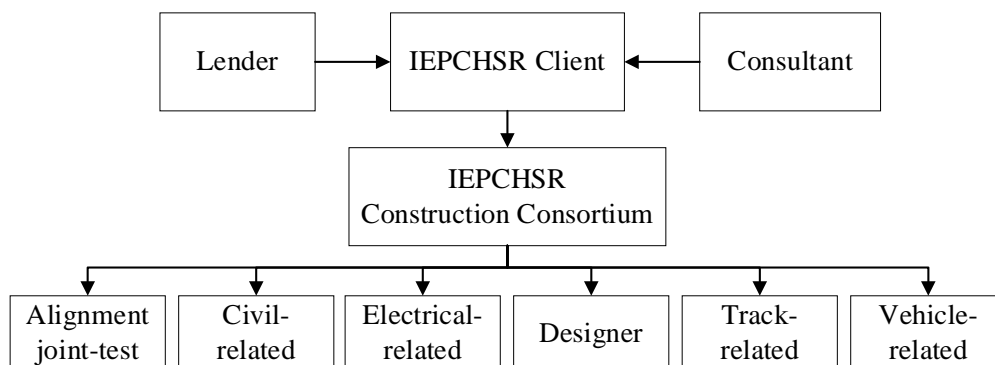 Lender
IEPCHSR Client
Consultant
IEPCHSR
Construction Consortium
Alignment
joint-test
Civil-
related
Electrical-
related
Designer
Track-
related
Vehicle-
related